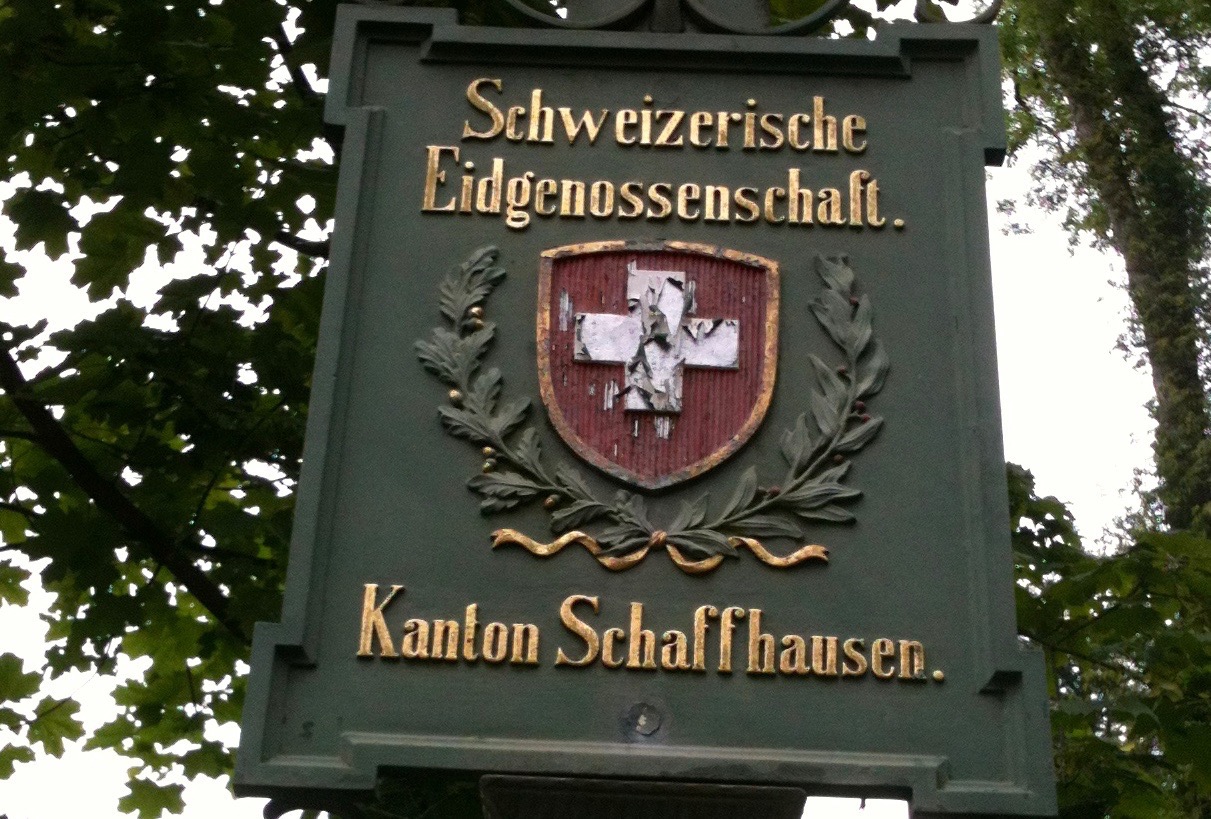 Schweizerische
Eidgenossenschaft.
Kanton Schaffhausen.